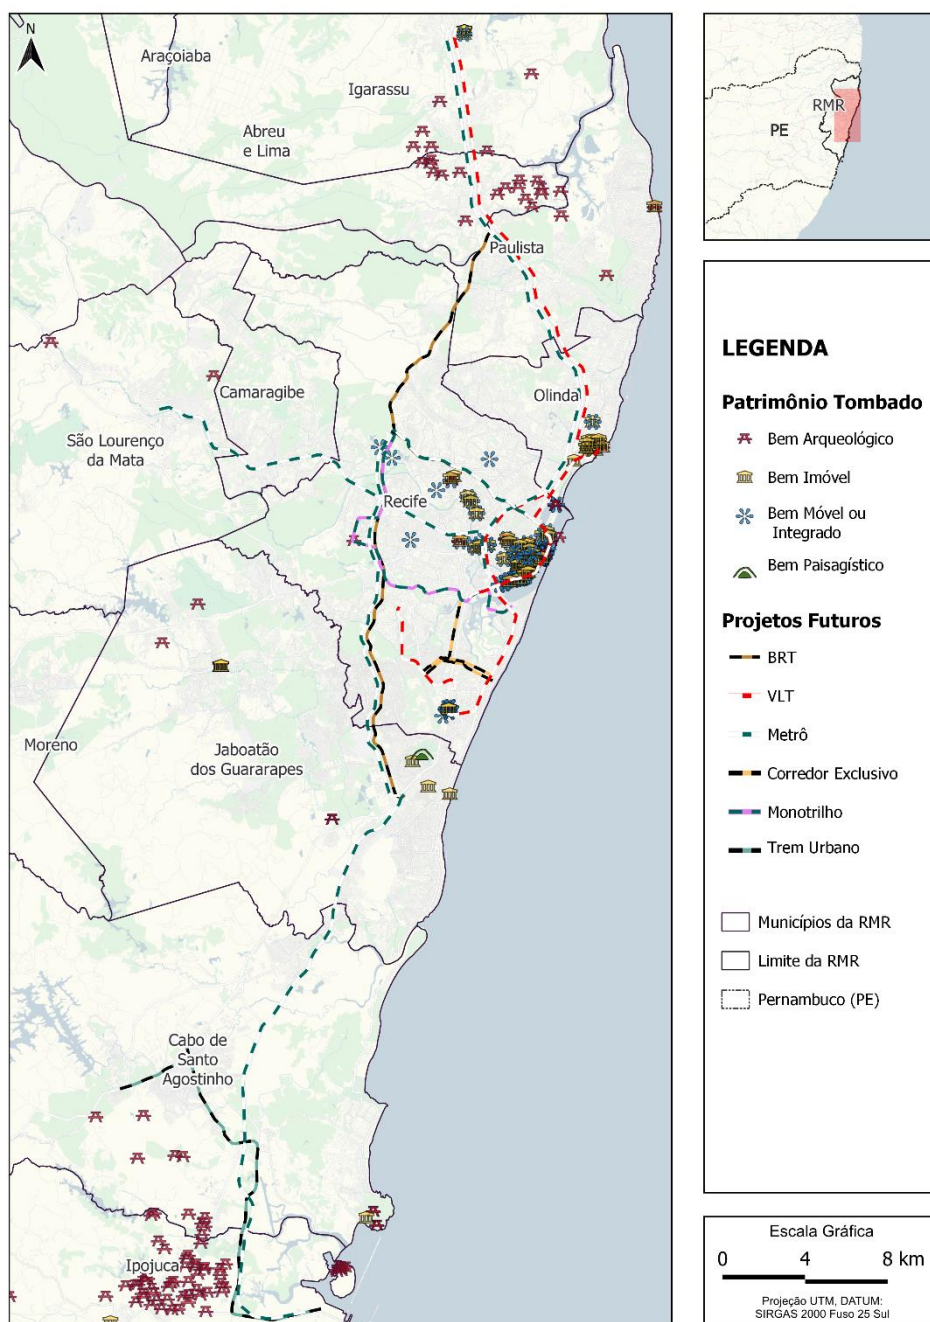 N
Araçoiaba
Igarassu
Abreu
e Lima
Paulista
Olinda
Camaragibe
São Lourenço
da Mata
Recife
Moreno
Jaboatão
dos Guararapes
Cabo de
Santo
Agostinho
Ipojuca
RMR
PE
LEGENDA
Patrimônio Tombado
Bem Arqueológico
Bem Imóvel
Bem Móvel ou
Integrado
Bem Paisagístico
Projetos Futuros
BRT
VLT
Metrô
Corredor Exclusivo
Monotrilho
Trem Urbano
Municípios da RMR
Limite da RMR
Pernambuco (PE)
Escala Gráfica
0 4 8 km
Projeção UTM, DATUM:
SIRGAS 2000 Fuso 25 Sul